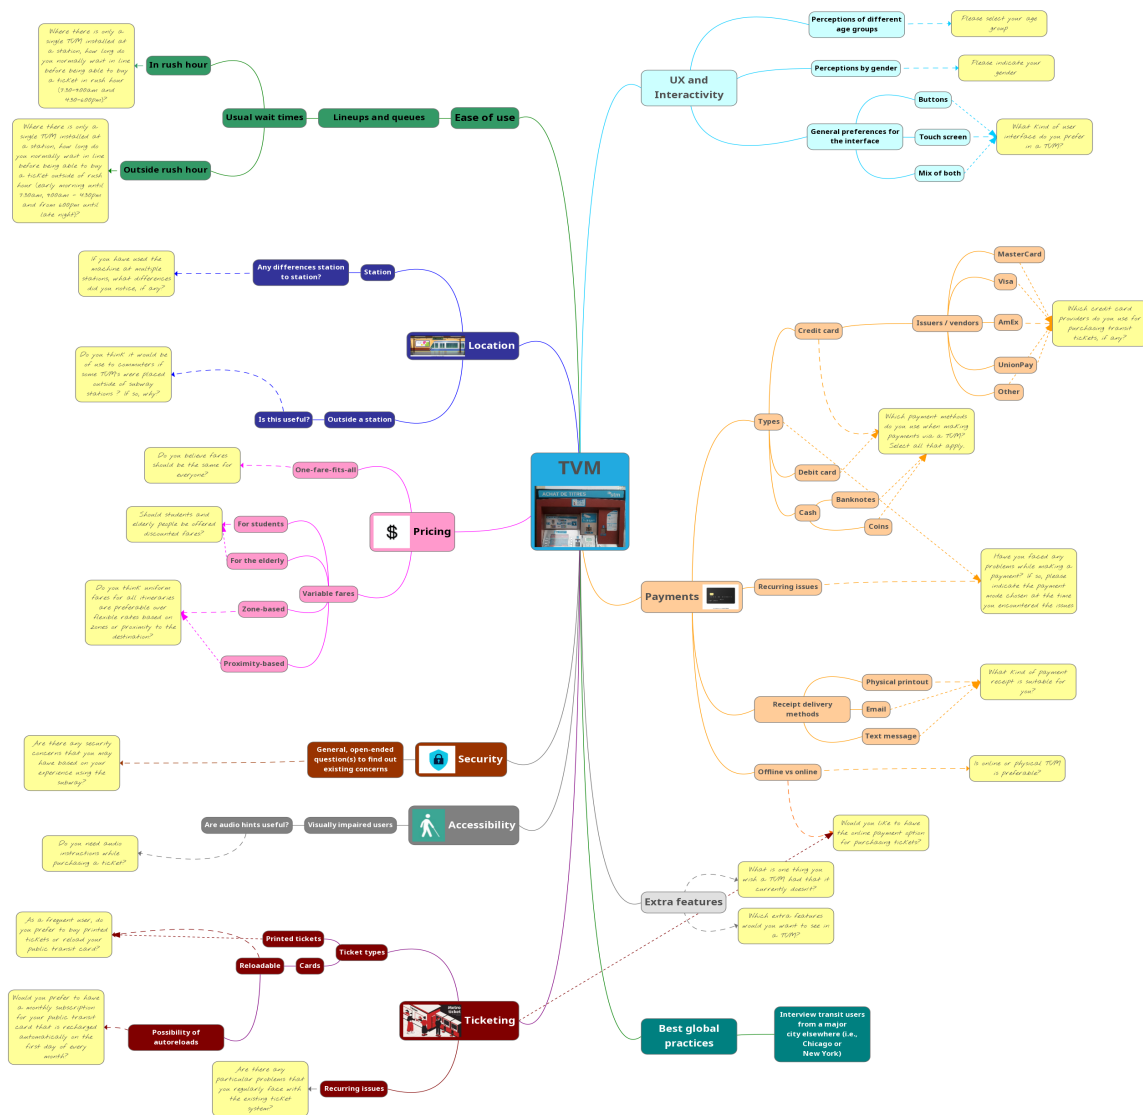 TVM
ACHAT DE TITRES
Ease of use
Lineups and queues
Usual wait times
In rush hour
Where there is only a
single TVM installed at
a station, how long do
you normally wait in line
before being able to buy
a ticket in rush hour
(7:30-9:00am and
4:30-6:00pm)?
Outside rush hour
Where there is only a
single TVM installed at
a station, how long do
you normally wait in line
before being able to buy
a ticket outside of rush
hour (early morning until
7:30am, 9:00am - 4:30pm
and from 6:00pm until
late night)?
Location
Station
Any differences station
to station?
If you have used the
machine at multiple
stations, what differences
did you notice, if any?
Outside a station
Is this useful?
Do you think it would be
of use to commuters if
some TVMs were placed
outside of subway
stations ? If so, why?
Pricing
$
One-fare-fits-all
Do you believe fares
should be the same for
everyone?
Variable fares
For students
For the elderly
Should students and
elderly people be offered
discounted fares?
Zone-based
Proximity-based
Do you think uniform
fares for all itineraries
are preferable over
flexible rates based on
zones or proximity to the
destination?
Security
General, open-ended
question(s) to find out
existing concerns
Are there any security
concerns that you may
have based on your
experience using the
subway?
Accessibility
Visually impaired users
Are audio hints useful?
Do you need audio
instructions while
purchasing a ticket?
Ticketing
Metro
ticket
Ticket types
Printed tickets
Cards
Reloadable
As a frequent user, do
you prefer to buy printed
tickets or reload your
public transit card?
Possibility of
autoreloads
Would you prefer to have
a monthly subscription
for your public transit
card that is recharged
automatically on the
first day of every
month?
Recurring issues
Are there any
particular problems that
you regularly face with
the existing ticket
system?
UX and
Interactivity
Perceptions of different
age groups
Please select your age
group
Perceptions by gender
Please indicate your
gender
General preferences for
the interface
Buttons
Touch screen
Mix of both
What kind of user
interface do you prefer
in a TVM?
Payments
Types
Credit card
Issuers / vendors
MasterCard
Visa
AmEx
UnionPay
Other
Which credit card
providers do you use for
purchasing transit
tickets, if any?
Debit card
Cash
Banknotes
Coins
Which payment methods
do you use when making
payments via a TVM?
Select all that apply.
Recurring issues
Have you faced any
problems while making a
payment? If so, please
indicate the payment
mode chosen at the time
you encountered the issues
Receipt delivery
methods
Physical printout
Email
Text message
What kind of payment
receipt is suitable for
you?
Offline vs online
Is online or physical TVM
is preferable?
Would you like to have
the online payment option
for purchasing tickets?
Extra features
What is one thing you
wish a TVM had that it
currently doesn't?
Which extra features
would you want to see in
a TVM?
Best global
practices
Interview transit users
from a major
city elsewhere (i.e.,
Chicago or
New York)